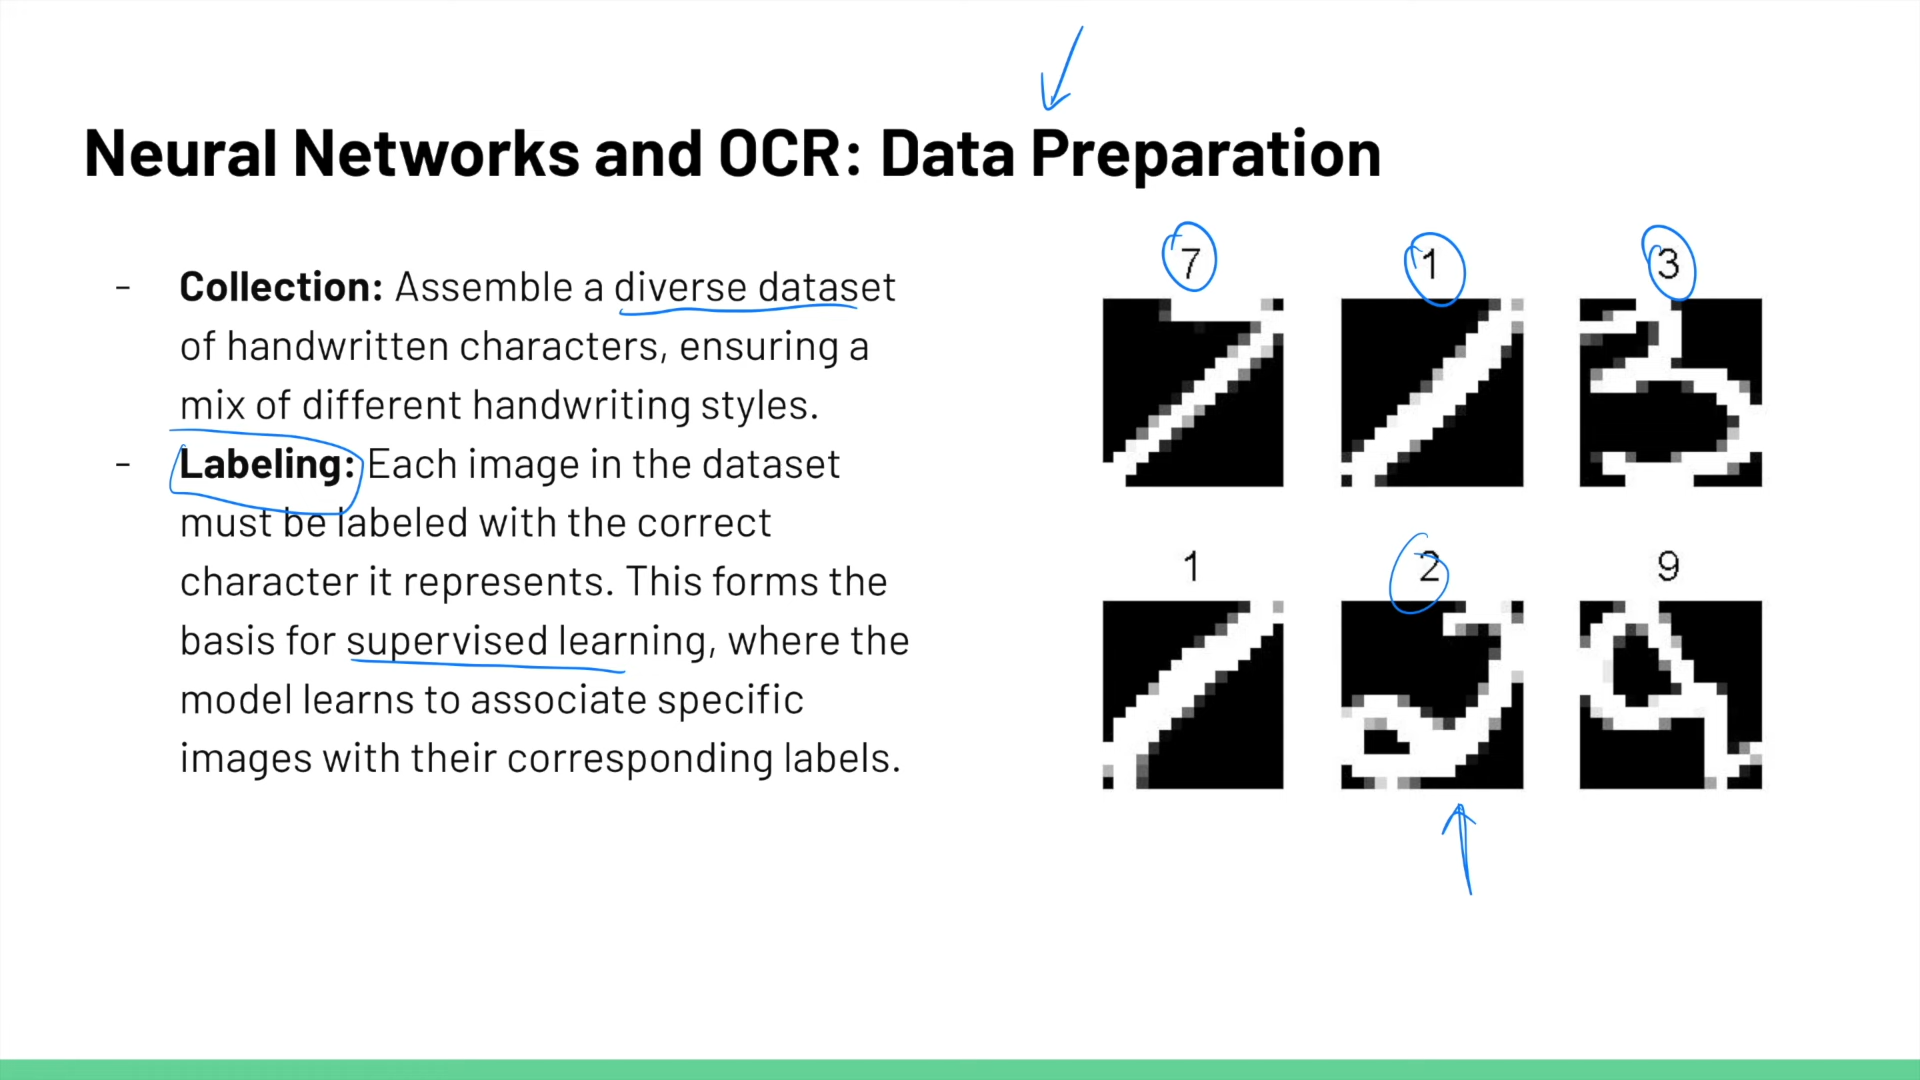 Neural Networks and OCR: Data Preparation
- Collection: Assemble a diverse dataset
of handwritten characters, ensuring a
mix of different handwriting styles.
- Labeling: Each image in the dataset
must be labeled with the correct
character it represents. This forms the
basis for supervised learning, where the
model learns to associate specific
images with their corresponding labels.
7 1 3
1 2 9